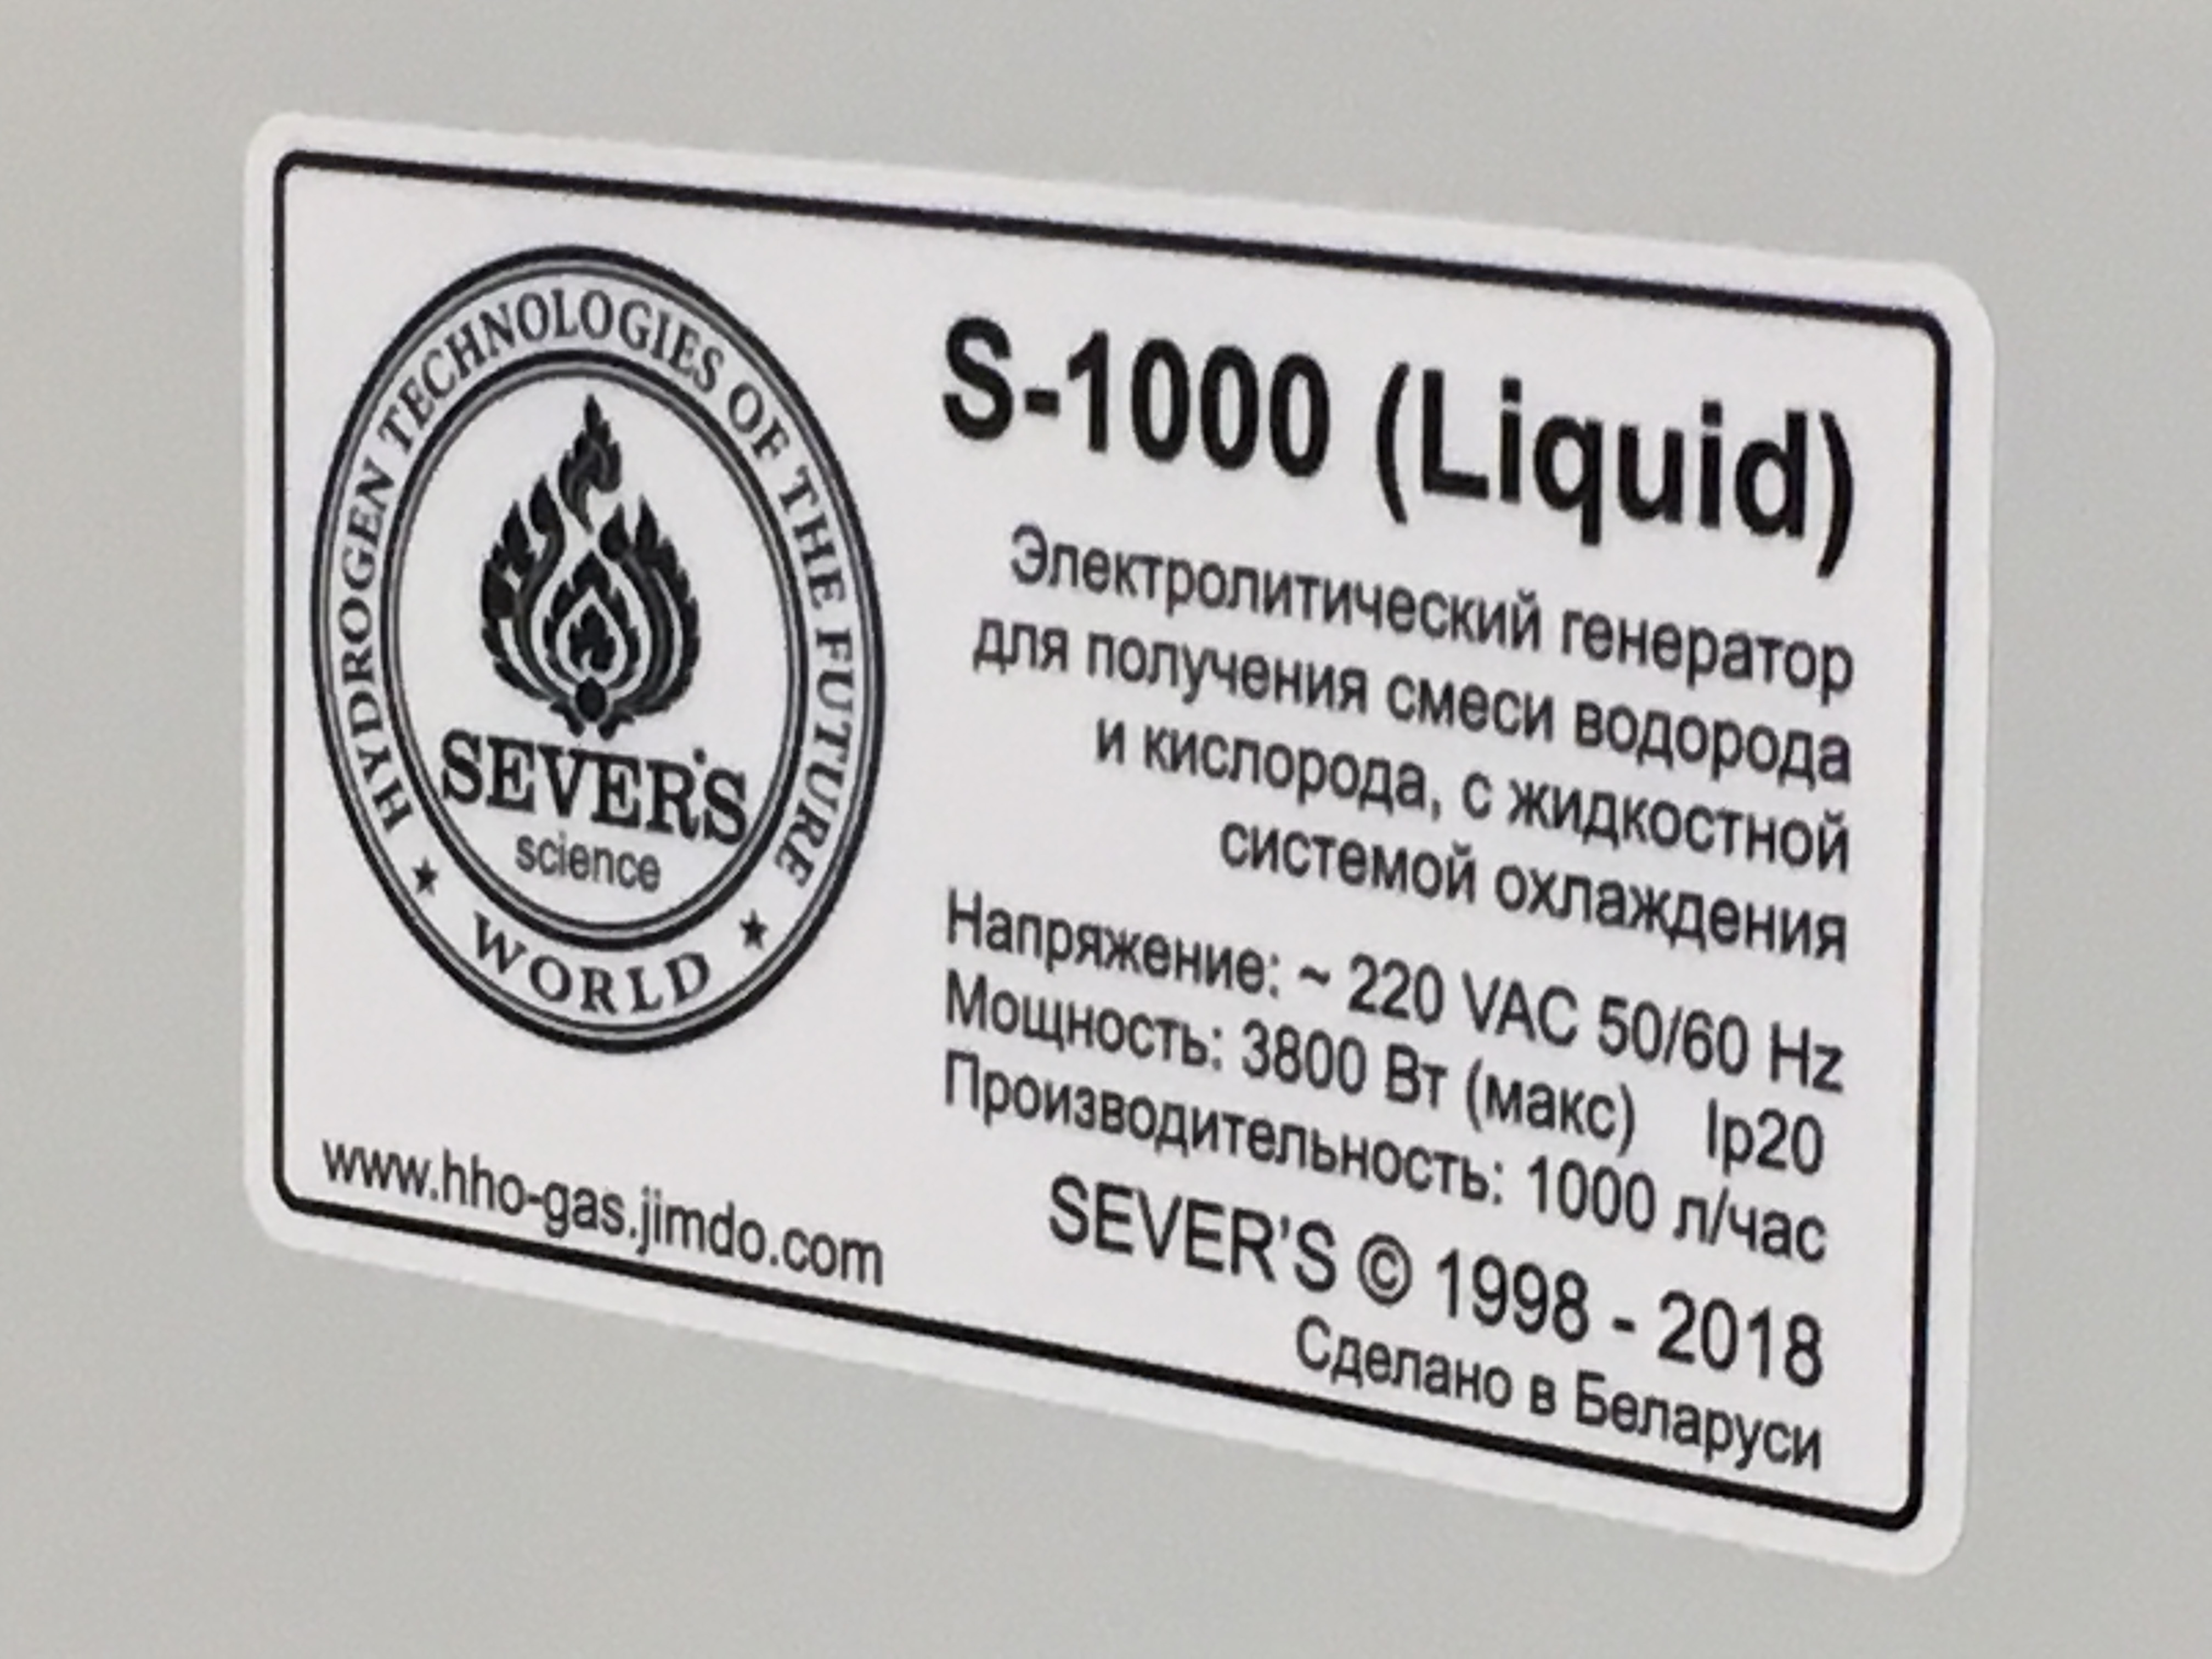 HYDROGEN TECHNOLOGIES OF THE FUTURE
SEVER'S
science
★ WORLD ★
www.hho-gas.jimdo.com
S-1000 (Liquid)
Электролитический генератор
для получения смеси водорода
и кислорода, с жидкостной
системой охлаждения
Напряжение: ~ 220 VAC 50/60 Hz
Мощность: 3800 Вт (макс) Ip20
Производительность: 1000 л/час
SEVER’S © 1998 - 2018
Сделано в Беларуси